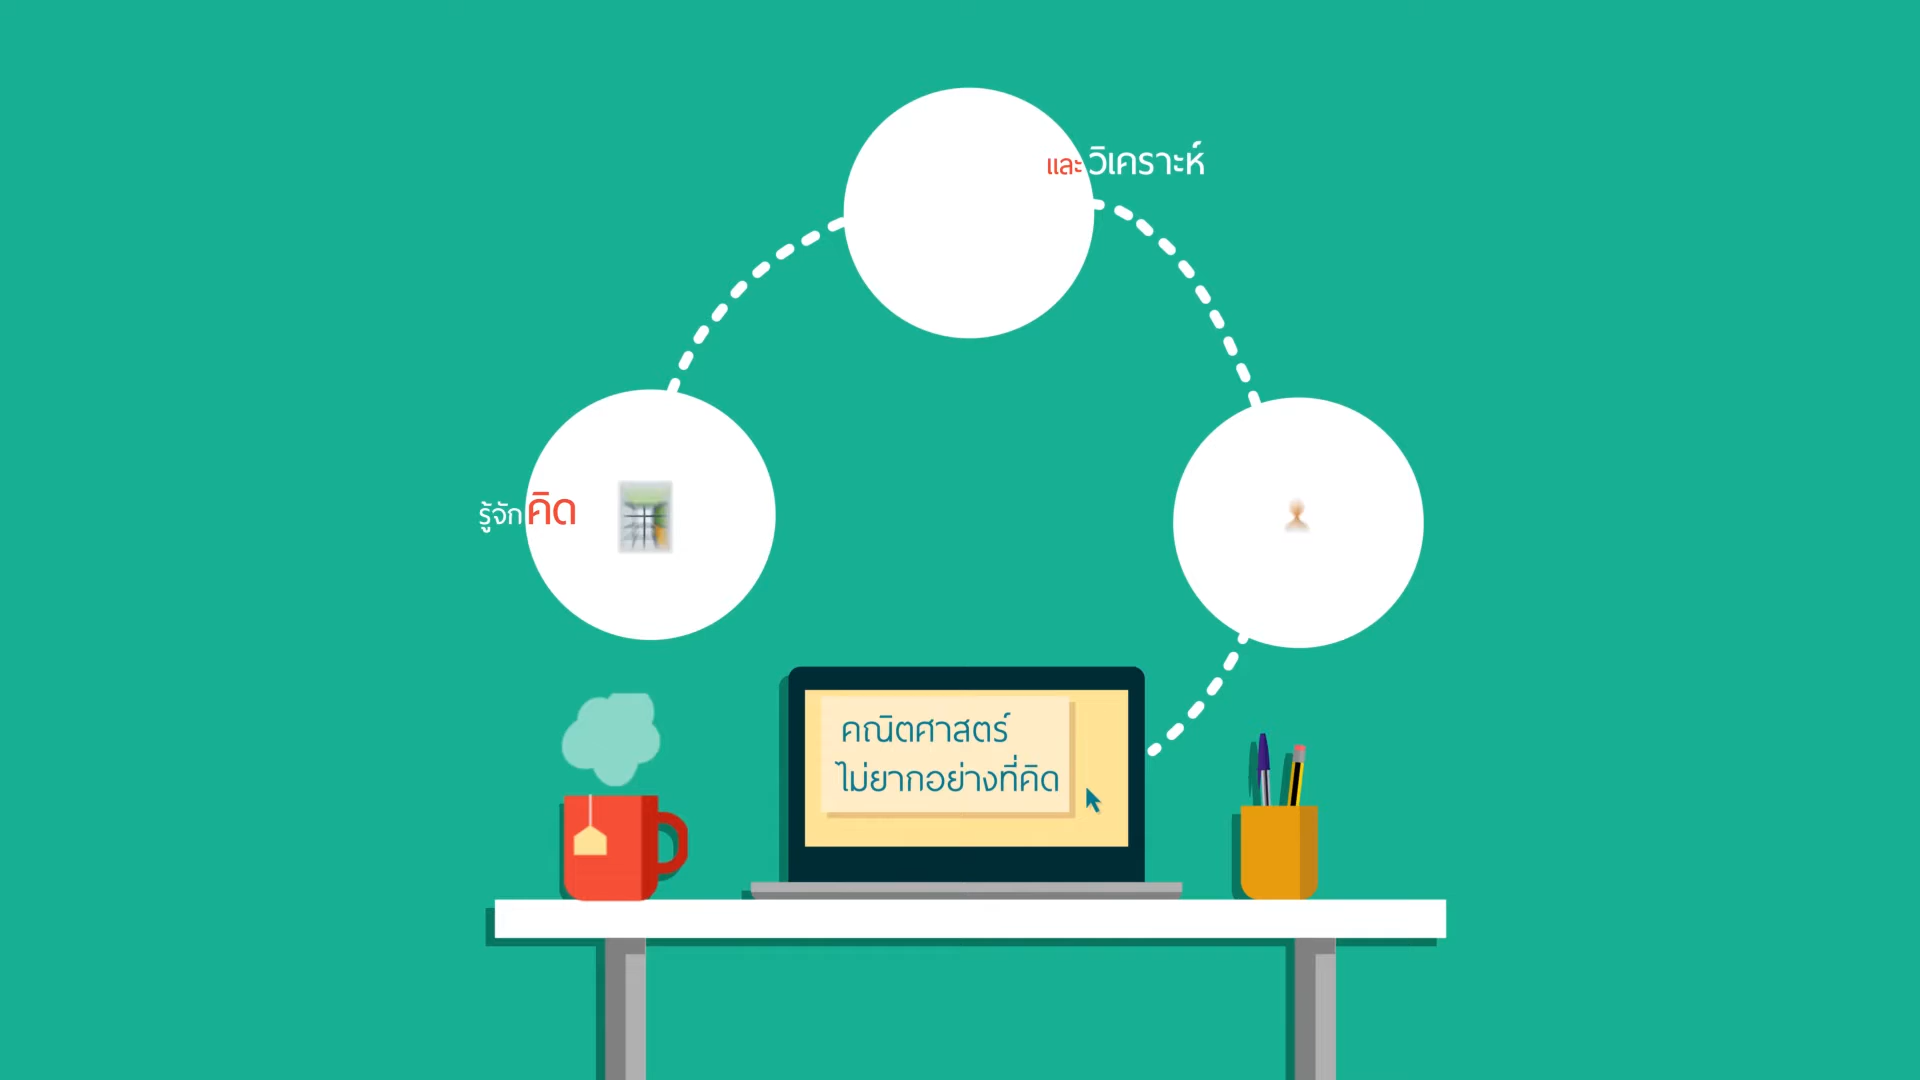 และ วิเคราะห์
รู้จัก คิด
คณิตศาสตร์
ไม่ยากอย่างที่คิด